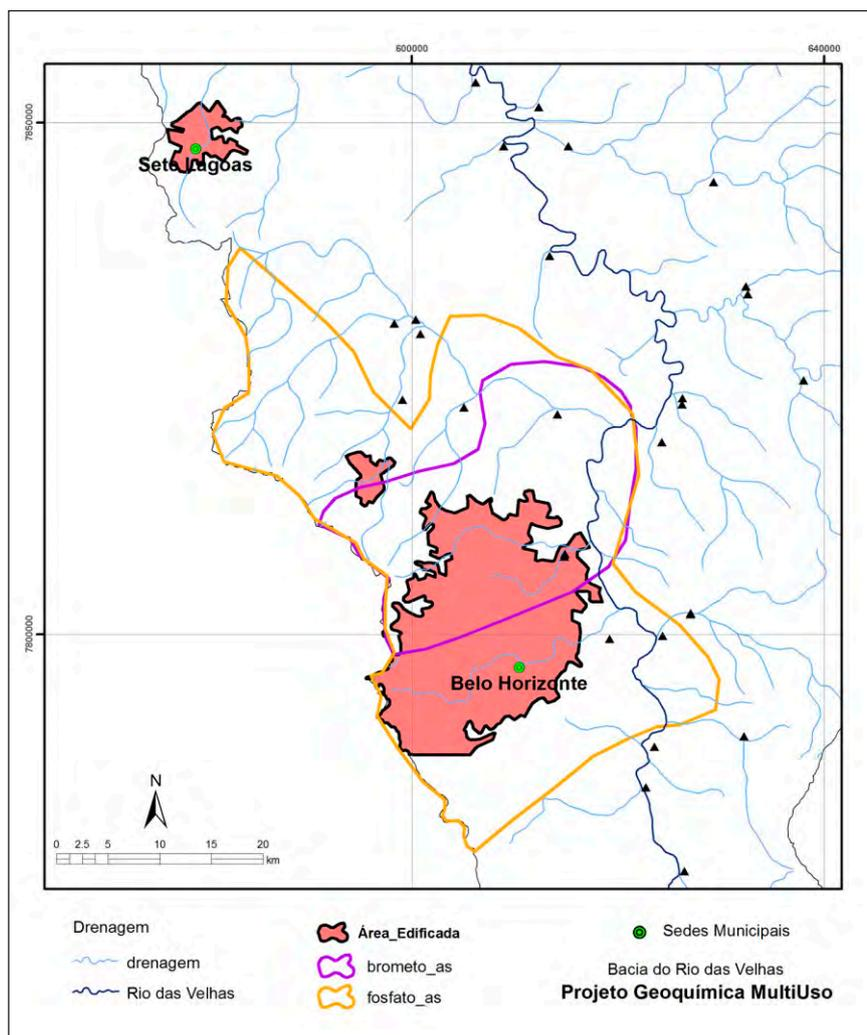 600000
640000
7850000
Sete Lagoas
7800000
Belo Horizonte
N
0 2.5 5 10 15 20
km
Drenagem
drenagem
Rio das Velhas
Área_Edificada
brometo_as
fosfato_as
Sedes Municipais
Bacia do Rio das Velhas
Projeto Geoquímica MultiUso